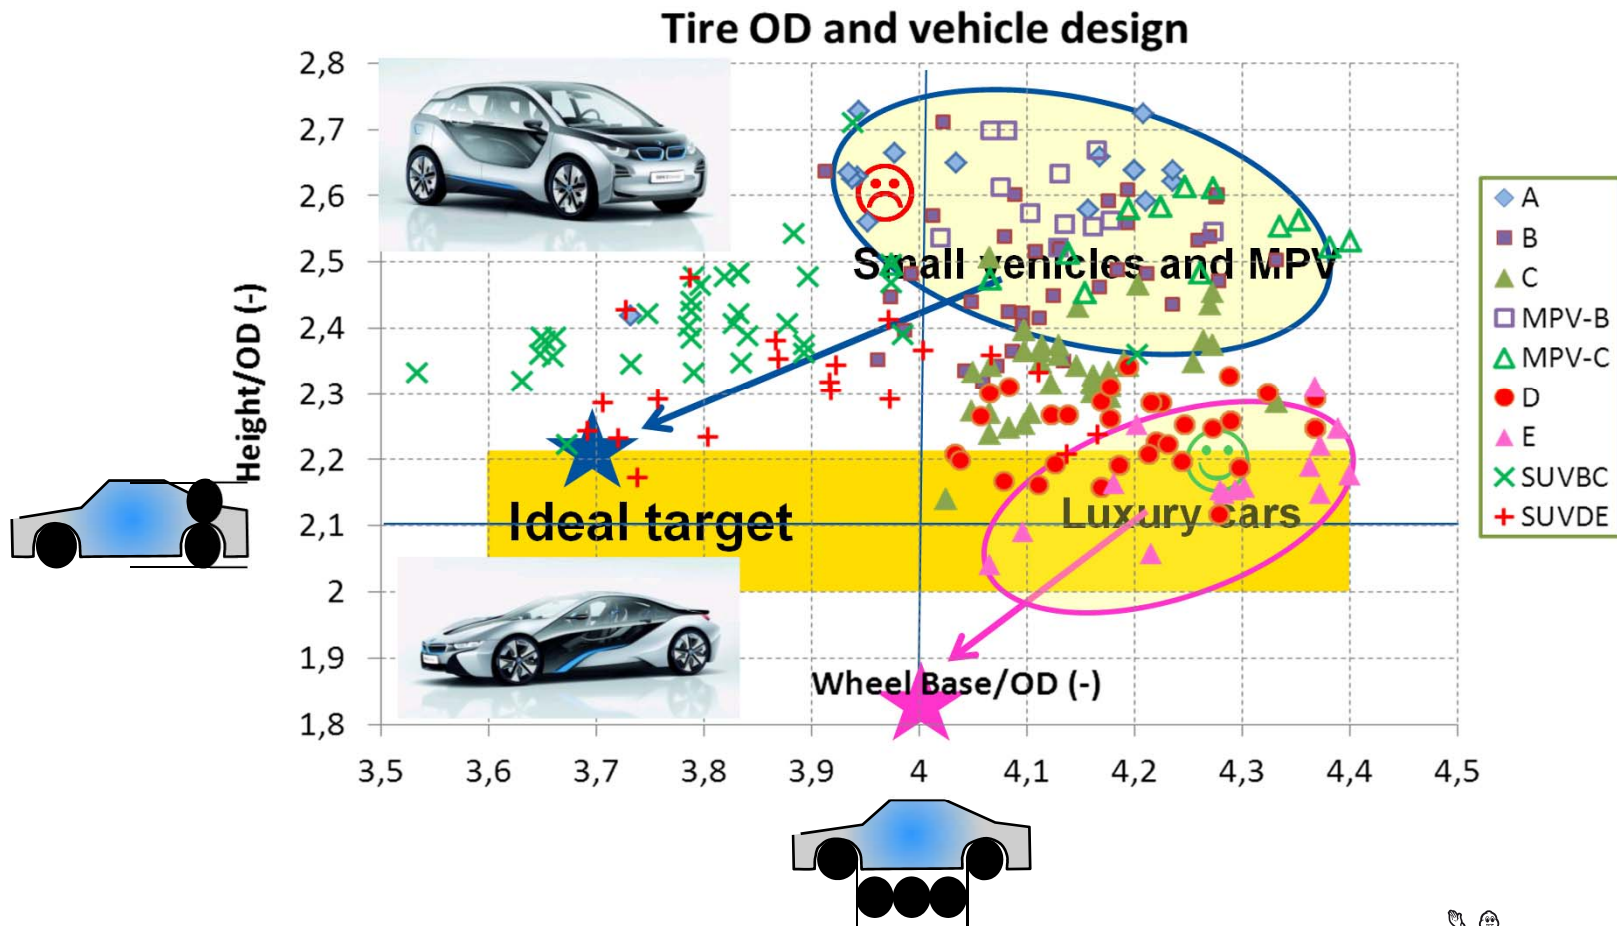 Tire OD and vehicle design
2,8
2,7
2,6
2,5
2,4
2,3
2,2
2,1
2
1,9
1,8
Height/OD (-)
Small vehicles and MPV
Ideal target
Luxury cars
Wheel Base/OD (-)
3,5 3,6 3,7 3,8 3,9 4 4,1 4,2 4,3 4,4 4,5
A
B
C
MPV-B
MPV-C
D
E
SUVBC
SUVDE